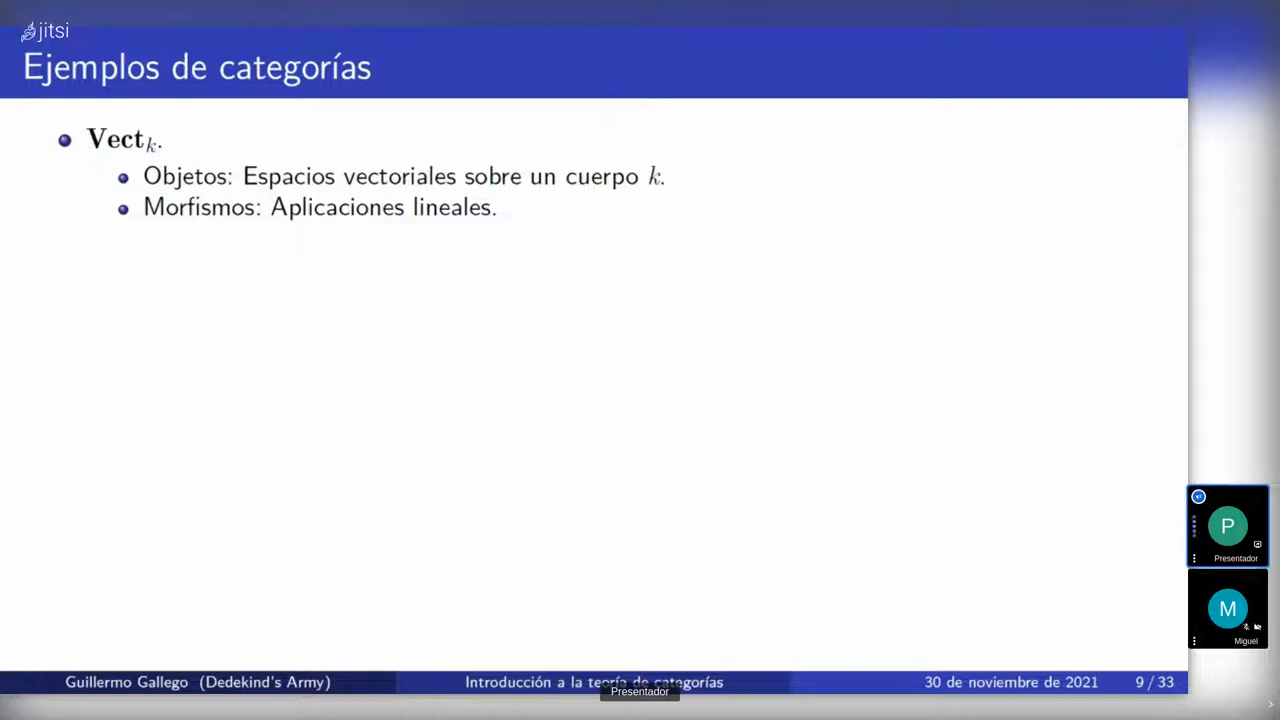 jitsi
Ejemplos de categorías
Vectₖ.
Objetos: Espacios vectoriales sobre un cuerpo k.
Morfismos: Aplicaciones lineales.
P
Presentador
M
Miguel
Guillermo Gallego (Dedekind's Army)
Introducción a la teoría de categorías
30 de noviembre de 2021
9 / 33
Presentador